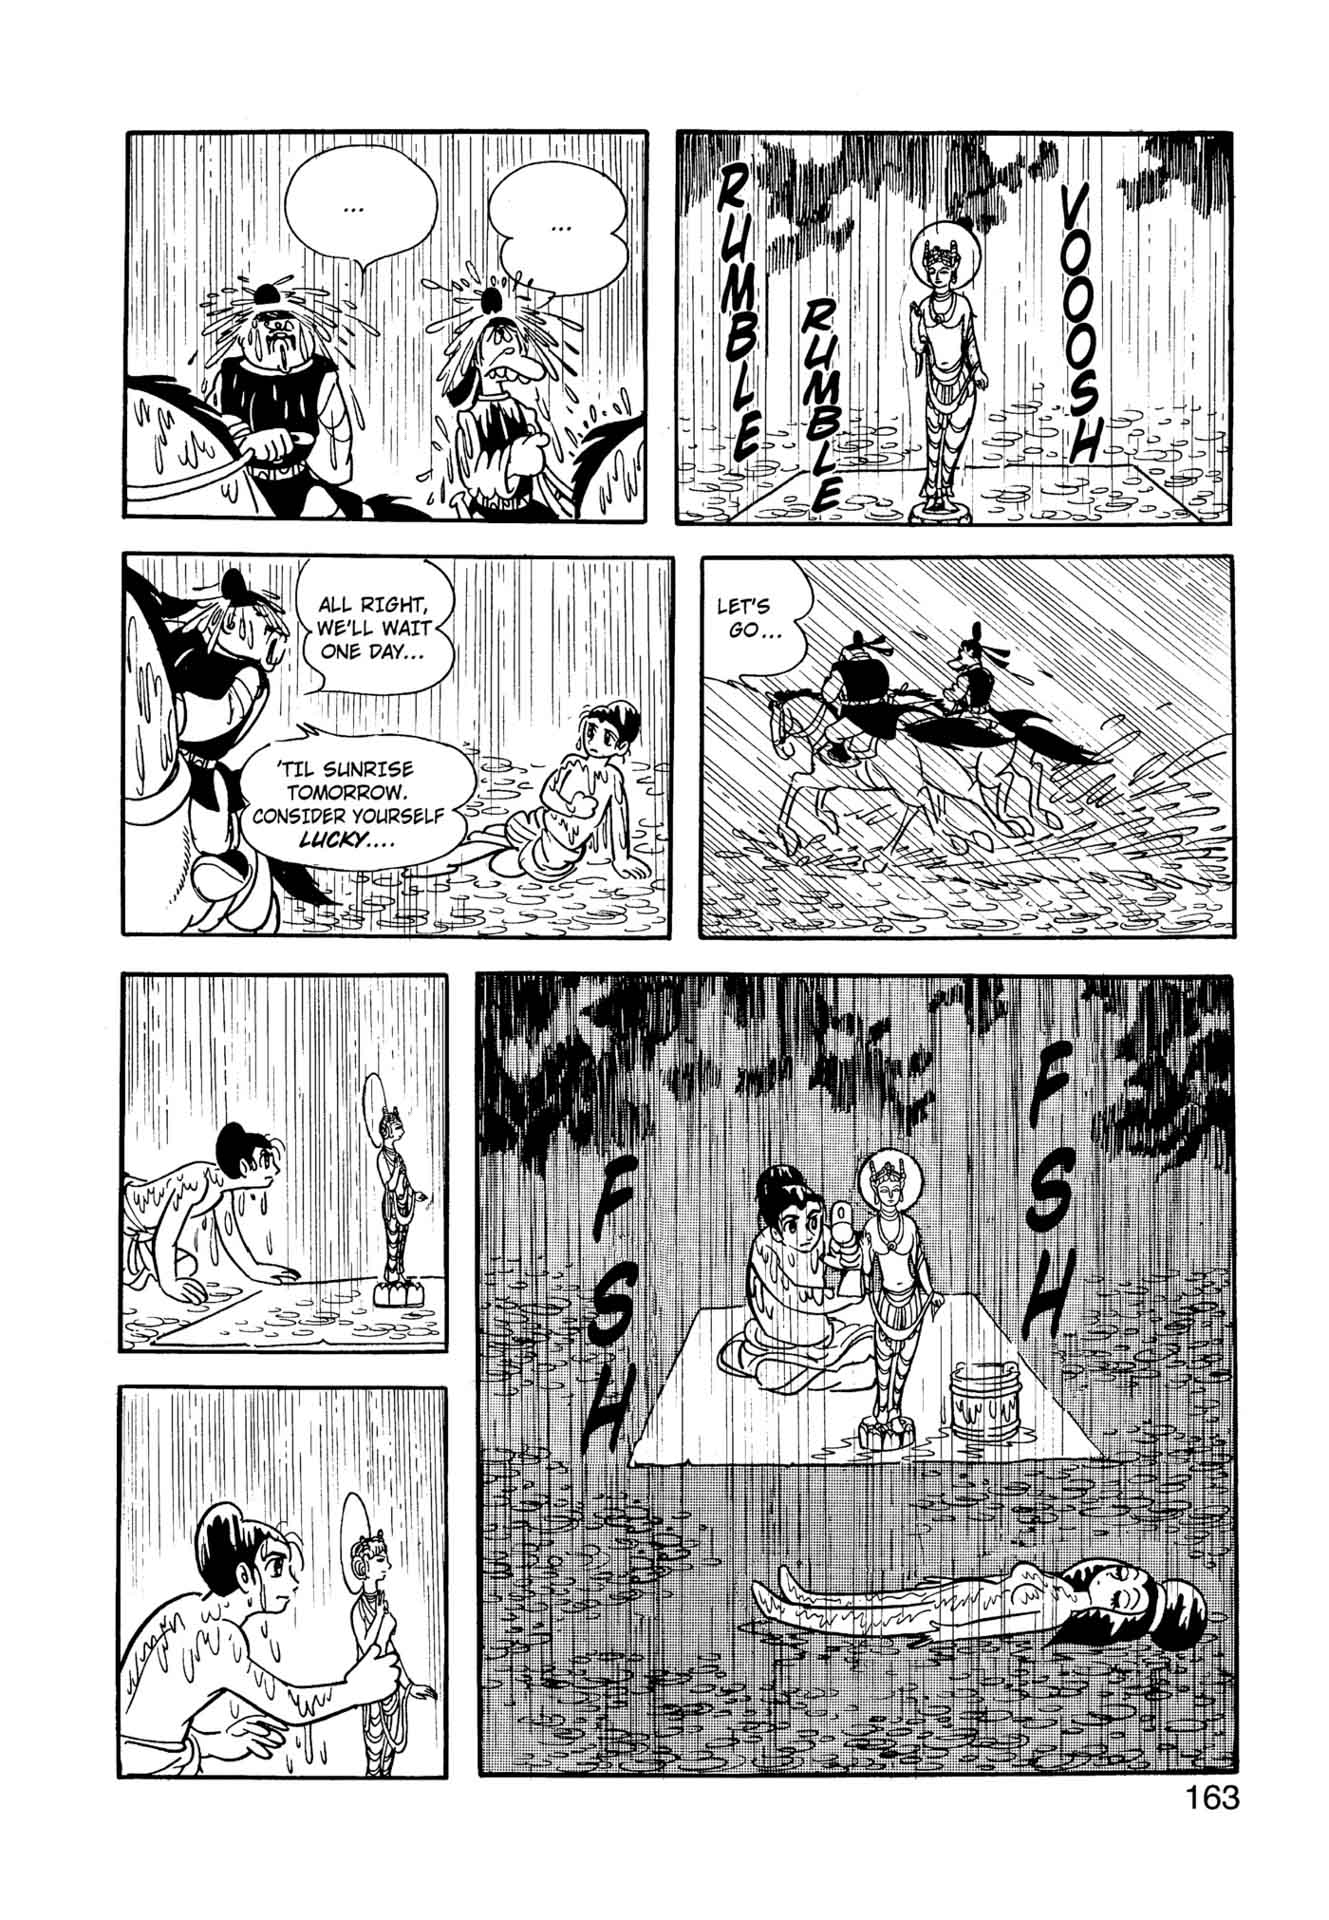 ...
...
RUMBLE
RUMBLE
VOOOSH
ALL RIGHT,
WE'LL WAIT
ONE DAY...
'TIL SUNRISE
TOMORROW.
CONSIDER YOURSELF
LUCKY....
LET'S
GO...
FSH
FSH
163